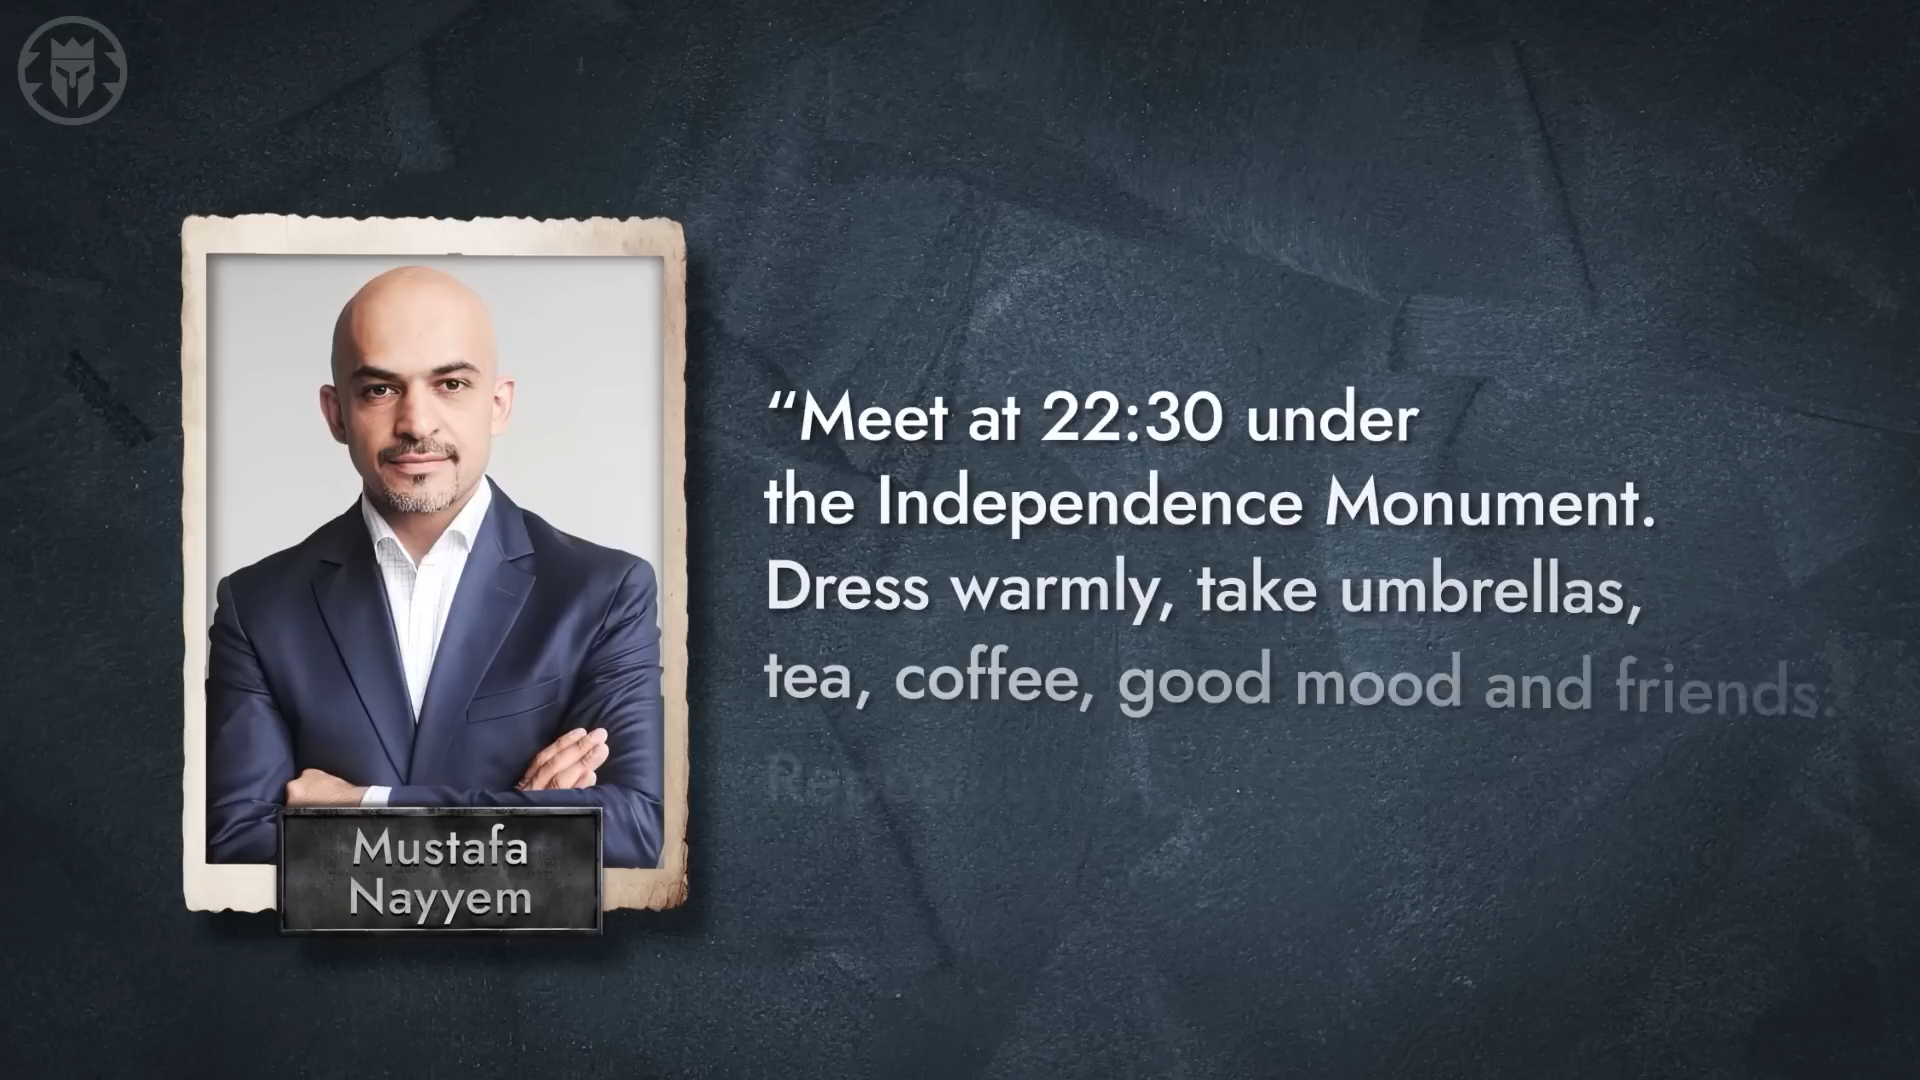 “Meet at 22:30 under
the Independence Monument.
Dress warmly, take umbrellas,
tea, coffee, good mood and friends.
Mustafa
Nayyem